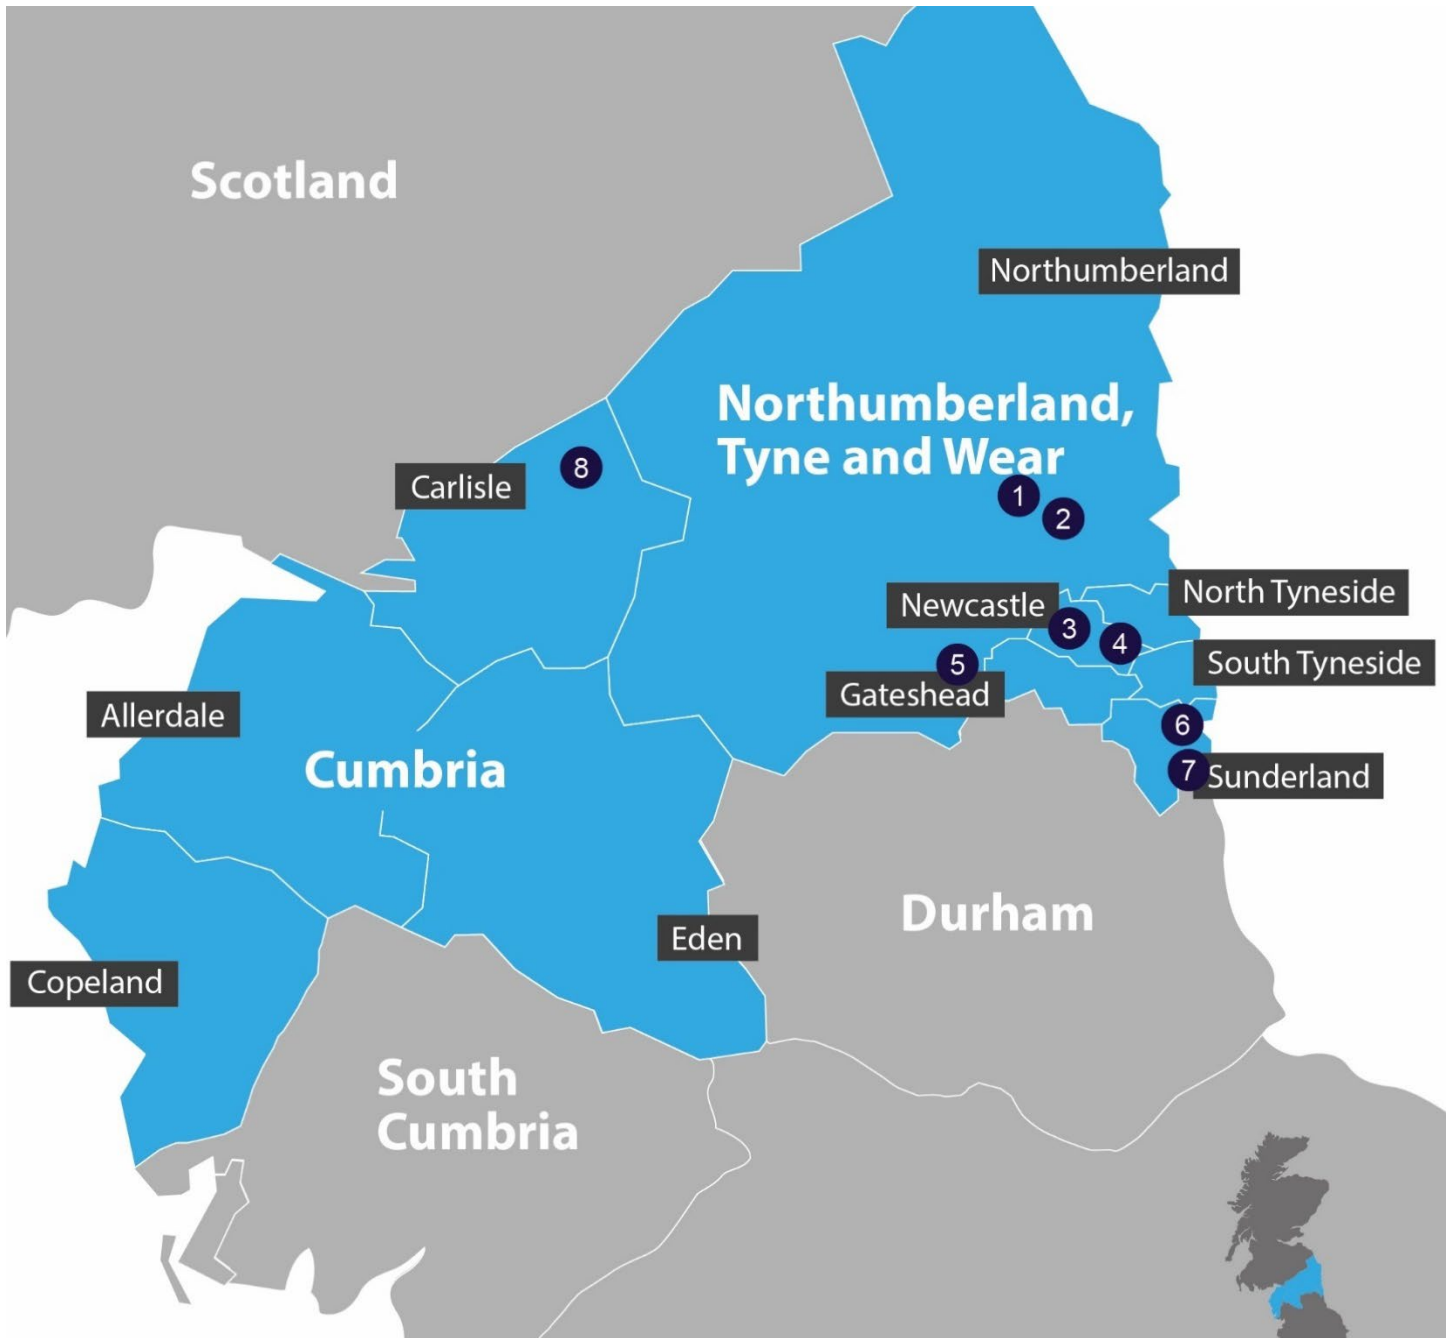 Scotland
Northumberland
Northumberland,
Tyne and Wear
8
Carlisle
1
2
Newcastle
North Tyneside
3
4
5
South Tyneside
Gateshead
Allerdale
6
Cumbria
7
Sunderland
Durham
Eden
Copeland
South
Cumbria